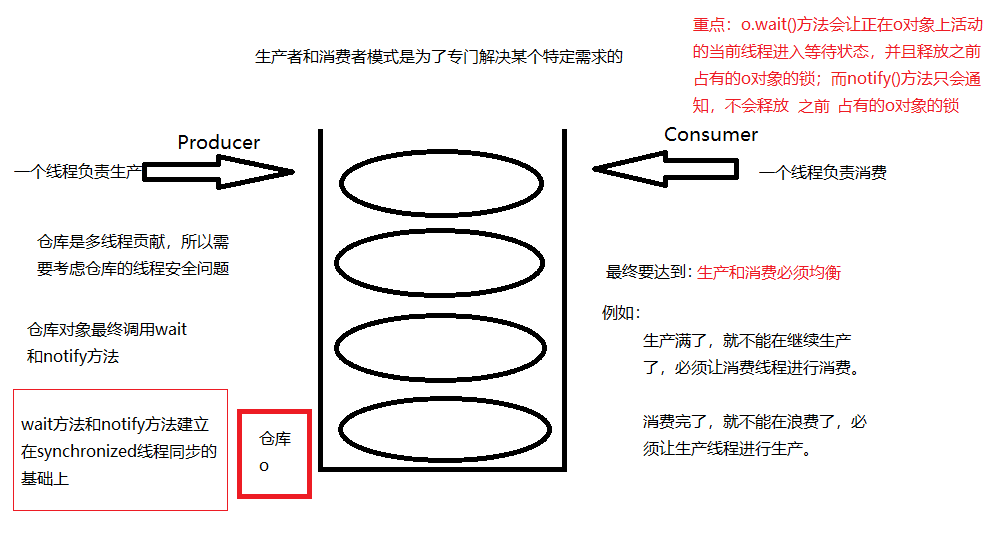 生产者和消费者模式是为了专门解决某个特定需求的
重点：o.wait()方法会让正在o对象上活动
的当前线程进入等待状态，并且释放之前
占有的o对象的锁；而notify()方法只会通
知，不会释放 之前 占有的o对象的锁
Producer
一个线程负责生产
Consumer
一个线程负责消费
仓库是多线程贡献，所以需
要考虑仓库的线程安全问题
仓库对象最终调用wait
和notify方法
wait方法和notify方法建立
在synchronized线程同步的
基础上
仓库
o
最终要达到：生产和消费必须均衡
例如：
生产满了，就不能在继续生产
了，必须让消费线程进行消费。
消费完了，就不能在浪费了，必
须让生产线程进行生产。